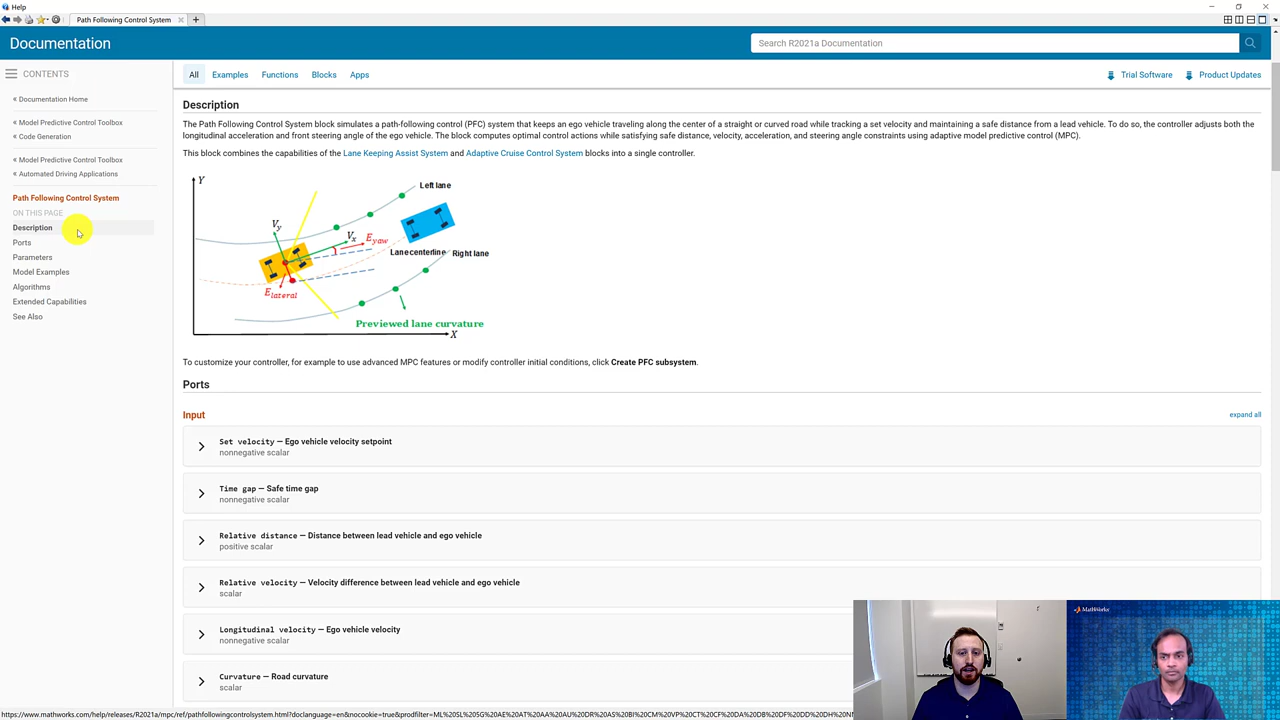 Help
Path Following Control System
Documentation
Search R2021a Documentation
CONTENTS
All
Examples
Functions
Blocks
Apps
Trial Software
Product Updates
« Documentation Home
« Model Predictive Control Toolbox
« Code Generation
« Model Predictive Control Toolbox
« Automated Driving Applications
Path Following Control System
ON THIS PAGE
Description
Ports
Parameters
Model Examples
Algorithms
Extended Capabilities
See Also
Description
The Path Following Control System block simulates a path-following control (PFC) system that keeps an ego vehicle traveling along the center of a straight or curved road while tracking a set velocity and maintaining a safe distance from a lead vehicle. To do so, the controller adjusts both the
longitudinal acceleration and front steering angle of the ego vehicle. The block computes optimal control actions while satisfying safe distance, velocity, acceleration, and steering angle constraints using adaptive model predictive control (MPC).
This block combines the capabilities of the Lane Keeping Assist System and Adaptive Cruise Control System blocks into a single controller.
Y
Left lane
Vy
Vx
Eyaw
Lane centerline
Right lane
Elateral
Previewed lane curvature
X
To customize your controller, for example to use advanced MPC features or modify controller initial conditions, click Create PFC subsystem.
Ports
Input
expand all
Set velocity — Ego vehicle velocity setpoint
nonnegative scalar
Time gap — Safe time gap
nonnegative scalar
Relative distance — Distance between lead vehicle and ego vehicle
positive scalar
Relative velocity — Velocity difference between lead vehicle and ego vehicle
scalar
Longitudinal velocity — Ego vehicle velocity
nonnegative scalar
Curvature — Road curvature
scalar
MathWorks